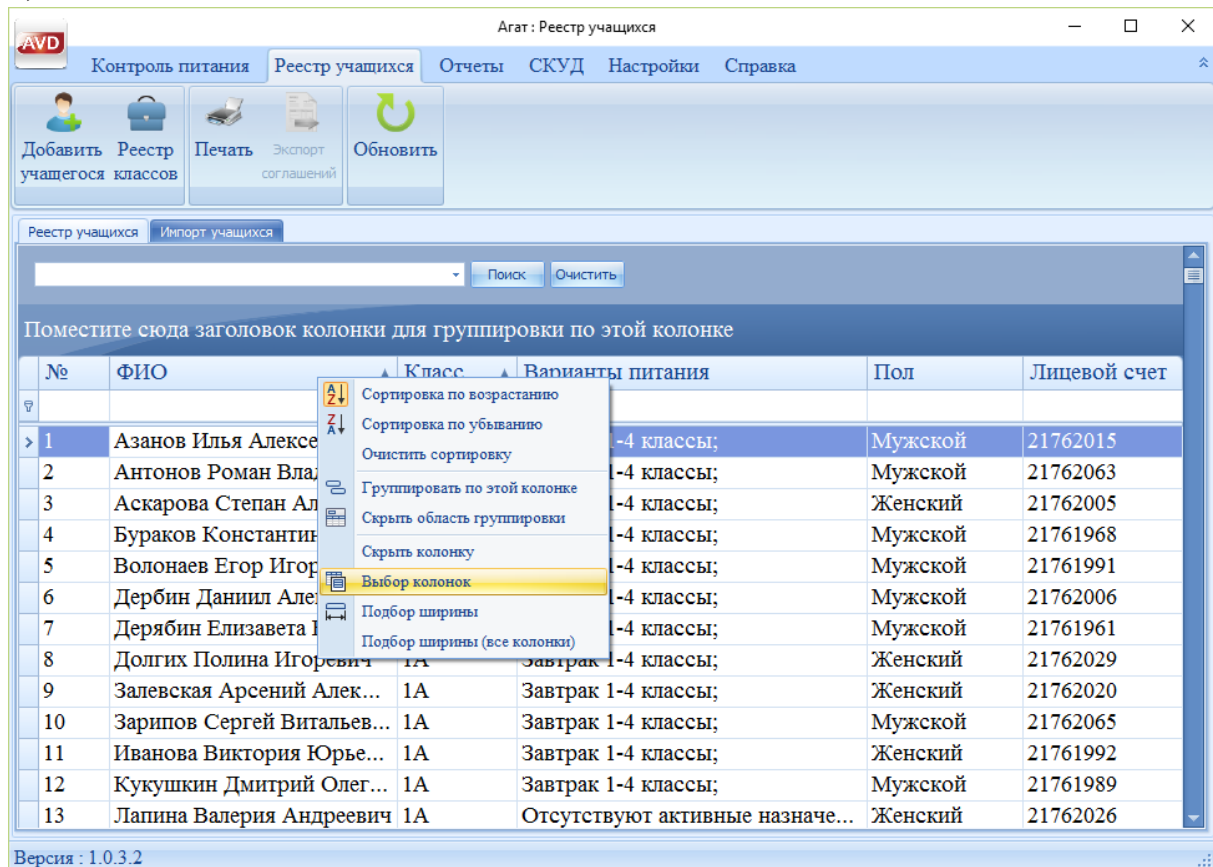 AVD
Агат : Реестр учащихся
Контроль питания Реестр учащихся Отчеты СКУД Настройки Справка
Добавить учащегося
Реестр классов
Печать
Экспорт соглашений
Обновить
Реестр учащихся Импорт учащихся
Поиск Очистить
Поместите сюда заголовок колонки для группировки по этой колонке
№ ФИО Класс Варианты питания Пол Лицевой счет
Сортировка по возрастанию
Сортировка по убыванию
Очистить сортировку
Группировать по этой колонке
Скрыть область группировки
Скрыть колонку
Выбор колонок
Подбор ширины
Подбор ширины (все колонки)
1 Азанов Илья Алексе 1-4 классы; Мужской 21762015
2 Антонов Роман Вла 1-4 классы; Мужской 21762063
3 Аскарова Степан Ал 1-4 классы; Женский 21762005
4 Бураков Константин 1-4 классы; Мужской 21761968
5 Волонаев Егор Игор 1-4 классы; Мужской 21761991
6 Дербин Даниил Але 1-4 классы; Мужской 21762006
7 Дерябин Елизавета 1-4 классы; Мужской 21761961
8 Долгих Полина Игоревич 1А Завтрак 1-4 классы; Женский 21762029
9 Залевская Арсений Алек... 1А Завтрак 1-4 классы; Женский 21762020
10 Зарипов Сергей Витальев... 1А Завтрак 1-4 классы; Мужской 21762065
11 Иванова Виктория Юрье... 1А Завтрак 1-4 классы; Женский 21761992
12 Кукушкин Дмитрий Олег... 1А Завтрак 1-4 классы; Мужской 21761989
13 Лапина Валерия Андреевич 1А Отсутствуют активные назначе... Женский 21762026
Версия : 1.0.3.2